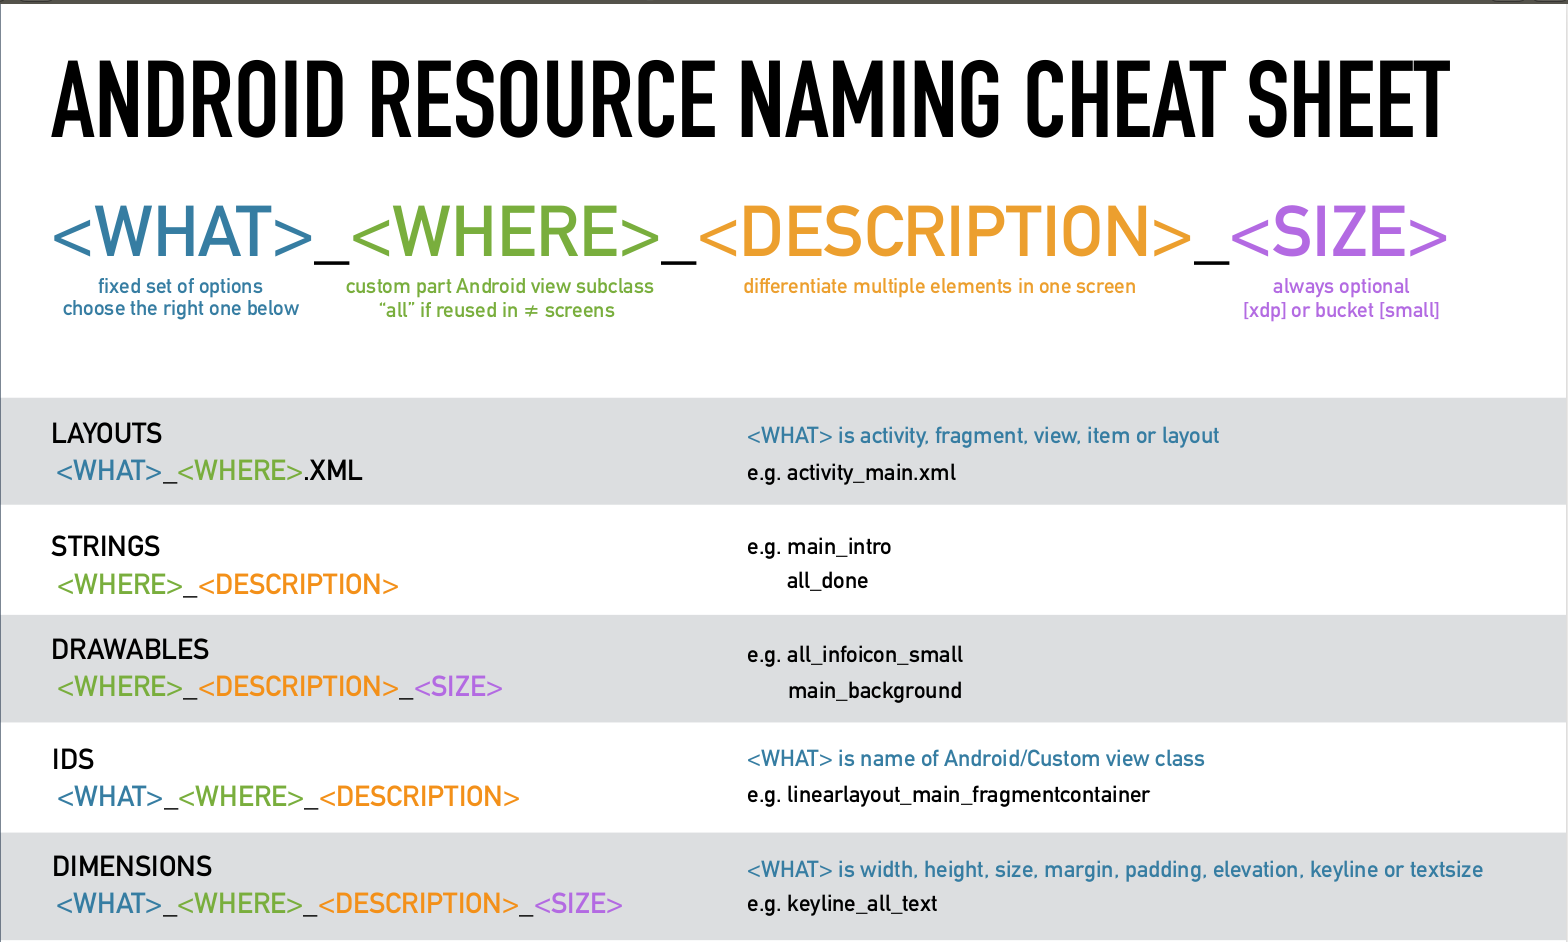 ANDROID RESOURCE NAMING CHEAT SHEET
<WHAT>_<WHERE>_<DESCRIPTION>_<SIZE>
fixed set of options
choose the right one below
custom part Android view subclass
“all” if reused in ≠ screens
differentiate multiple elements in one screen
always optional
[xdp] or bucket [small]
LAYOUTS
<WHAT>_<WHERE>.XML
<WHAT> is activity, fragment, view, item or layout
e.g. activity_main.xml
STRINGS
<WHERE>_<DESCRIPTION>
e.g. main_intro
all_done
DRAWABLES
<WHERE>_<DESCRIPTION>_<SIZE>
e.g. all_infoicon_small
main_background
IDS
<WHAT>_<WHERE>_<DESCRIPTION>
<WHAT> is name of Android/Custom view class
e.g. linearlayout_main_fragmentcontainer
DIMENSIONS
<WHAT>_<WHERE>_<DESCRIPTION>_<SIZE>
<WHAT> is width, height, size, margin, padding, elevation, keyline or textsize
e.g. keyline_all_text